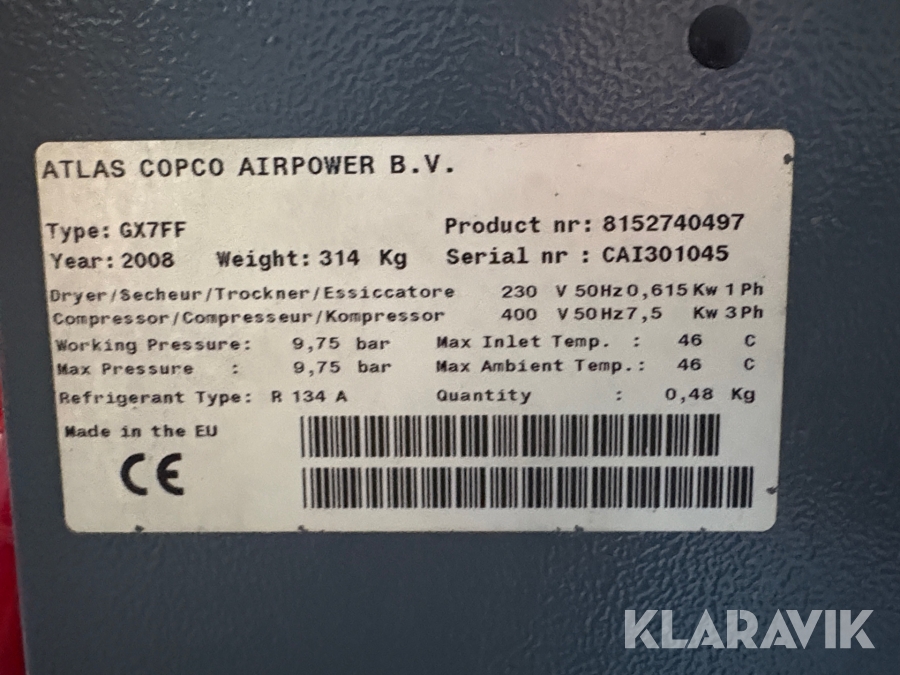 ATLAS COPCO AIRPOWER B.V.
Type: GX7FF Product nr: 8152740497
Year: 2008 Weight: 314 Kg Serial nr : CAI301045
Dryer/Secheur/Trockner/Essiccatore 230 V 50Hz 0,615 Kw 1 Ph
Compressor/Compresseur/Kompressor 400 V 50Hz 7,5 Kw 3 Ph
Working Pressure: 9,75 bar Max Inlet Temp. : 46 C
Max Pressure : 9,75 bar Max Ambient Temp.: 46 C
Refrigerant Type: R 134 A Quantity : 0,48 Kg
Made in the EU
CE
KLARAVIK